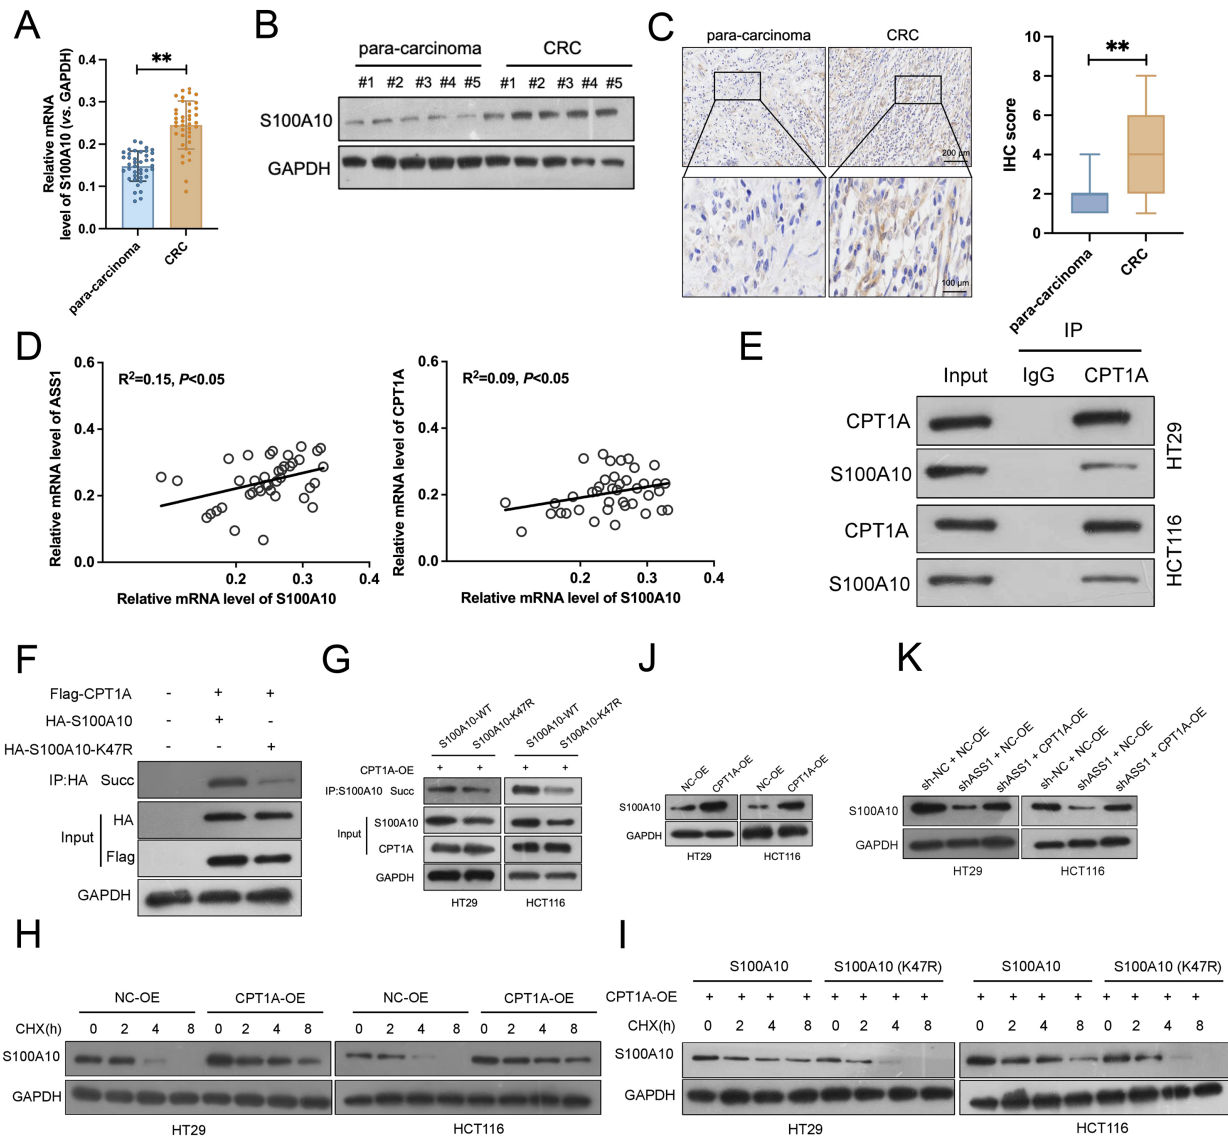 A
Relative mRNA
level of S100A10 (vs. GAPDH)
0.4
0.3
0.2
0.1
0.0
**
para-carcinoma
CRC
B
para-carcinoma CRC
#1 #2 #3 #4 #5 #1 #2 #3 #4 #5
S100A10
GAPDH
C
para-carcinoma CRC
200 μm
100 μm
IHC score
10
8
6
4
2
0
**
para-carcinoma
CRC
D
Relative mRNA level of ASS1
0.6
0.4
0.2
0.0
R²=0.15, P<0.05
0.2 0.3 0.4
Relative mRNA level of S100A10
Relative mRNA level of CPT1A
0.6
0.4
0.2
0.0
R²=0.09, P<0.05
0.2 0.3 0.4
Relative mRNA level of S100A10
E
IP
Input IgG CPT1A
CPT1A
S100A10
HT29
CPT1A
S100A10
HCT116
F
Flag-CPT1A - + +
HA-S100A10 - + -
HA-S100A10-K47R - - +
IP:HA Succ
Input
HA
Flag
GAPDH
G
S100A10-WT
S100A10-K47R
S100A10-WT
S100A10-K47R
CPT1A-OE + + + +
IP:S100A10 Succ
Input
S100A10
CPT1A
GAPDH
HT29 HCT116
J
NC-OE
CPT1A-OE
NC-OE
CPT1A-OE
S100A10
GAPDH
HT29 HCT116
K
sh-NC + NC-OE
shASS1 + NC-OE
shASS1 + CPT1A-OE
sh-NC + NC-OE
shASS1 + NC-OE
shASS1 + CPT1A-OE
S100A10
GAPDH
HT29 HCT116
H
NC-OE CPT1A-OE NC-OE CPT1A-OE
CHX(h) 0 2 4 8 0 2 4 8 0 2 4 8 0 2 4 8
S100A10
GAPDH
HT29 HCT116
I
S100A10 S100A10 (K47R) S100A10 S100A10 (K47R)
CPT1A-OE + + + + + + + + + + + + + + + +
CHX(h) 0 2 4 8 0 2 4 8 0 2 4 8 0 2 4 8
S100A10
GAPDH
HT29 HCT116